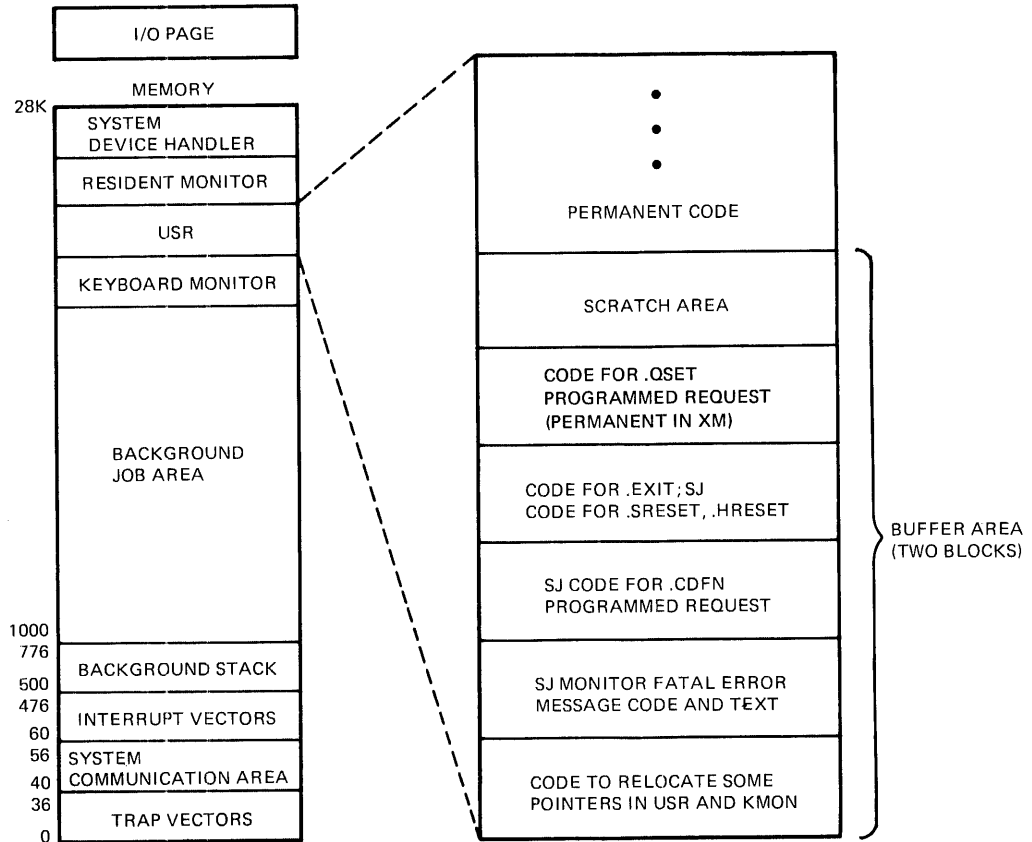 I/O PAGE
MEMORY
28K
SYSTEM
DEVICE HANDLER
RESIDENT MONITOR
USR
KEYBOARD MONITOR
BACKGROUND
JOB AREA
1000
776
BACKGROUND STACK
500
476
INTERRUPT VECTORS
60
56
SYSTEM
COMMUNICATION AREA
40
36
TRAP VECTORS
0
PERMANENT CODE
SCRATCH AREA
CODE FOR .QSET
PROGRAMMED REQUEST
(PERMANENT IN XM)
CODE FOR .EXIT; SJ
CODE FOR .SRESET, .HRESET
SJ CODE FOR .CDFN
PROGRAMMED REQUEST
SJ MONITOR FATAL ERROR
MESSAGE CODE AND TEXT
CODE TO RELOCATE SOME
POINTERS IN USR AND KMON
BUFFER AREA
(TWO BLOCKS)